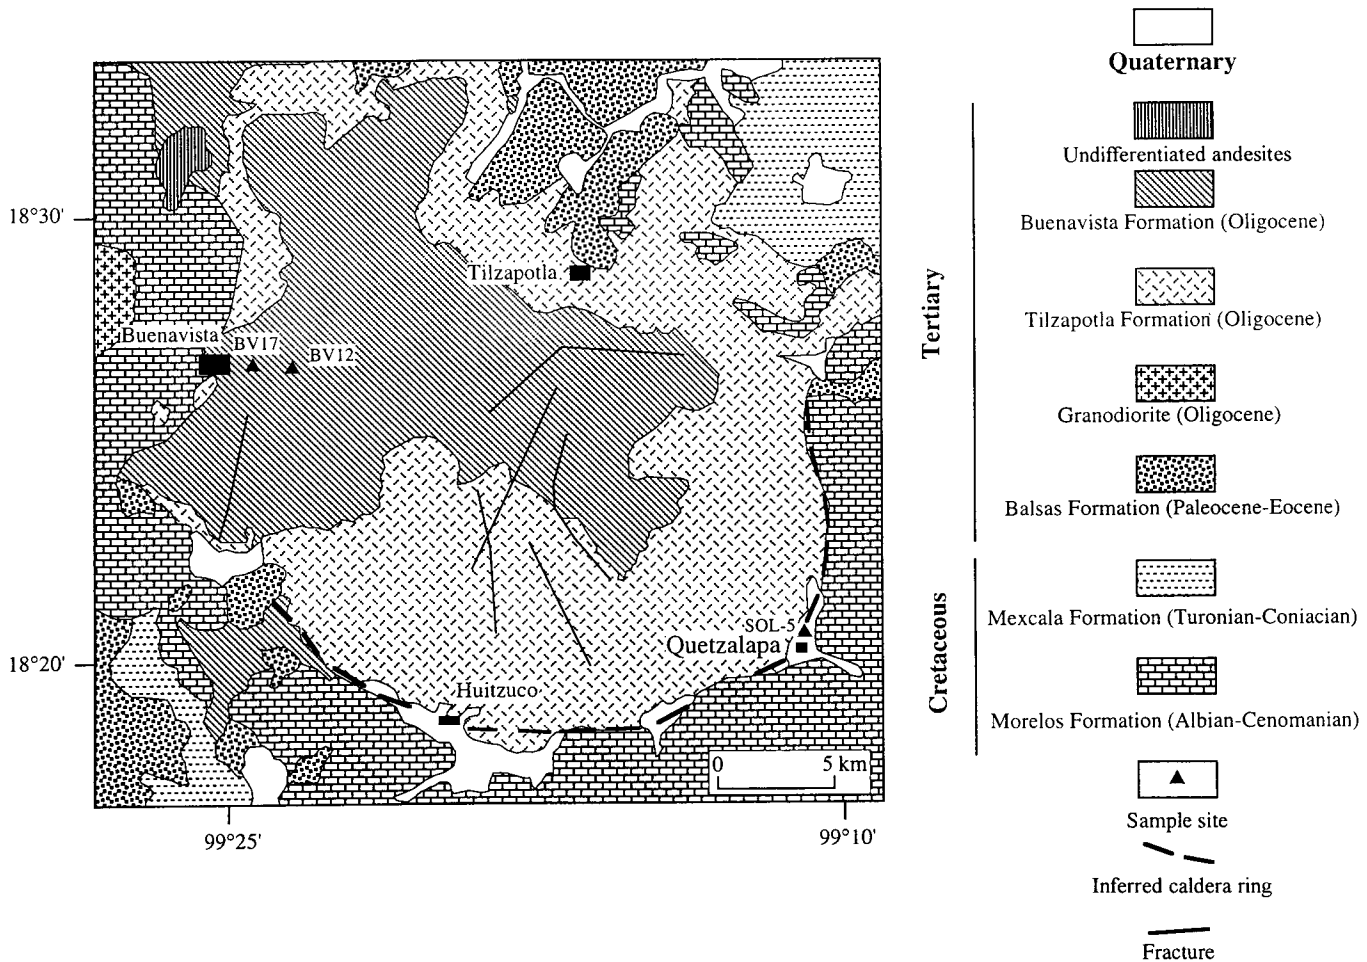 18°30'
18°20'
99°25'
99°10'
Tilzapotla
Buenavista
BV17
BV12
SOL-5
Quetzalapa
Huitzuco
0 5 km
Quaternary
Tertiary
Undifferentiated andesites
Buenavista Formation (Oligocene)
Tilzapotla Formation (Oligocene)
Granodiorite (Oligocene)
Balsas Formation (Paleocene-Eocene)
Cretaceous
Mexcala Formation (Turonian-Coniacian)
Morelos Formation (Albian-Cenomanian)
Sample site
Inferred caldera ring
Fracture